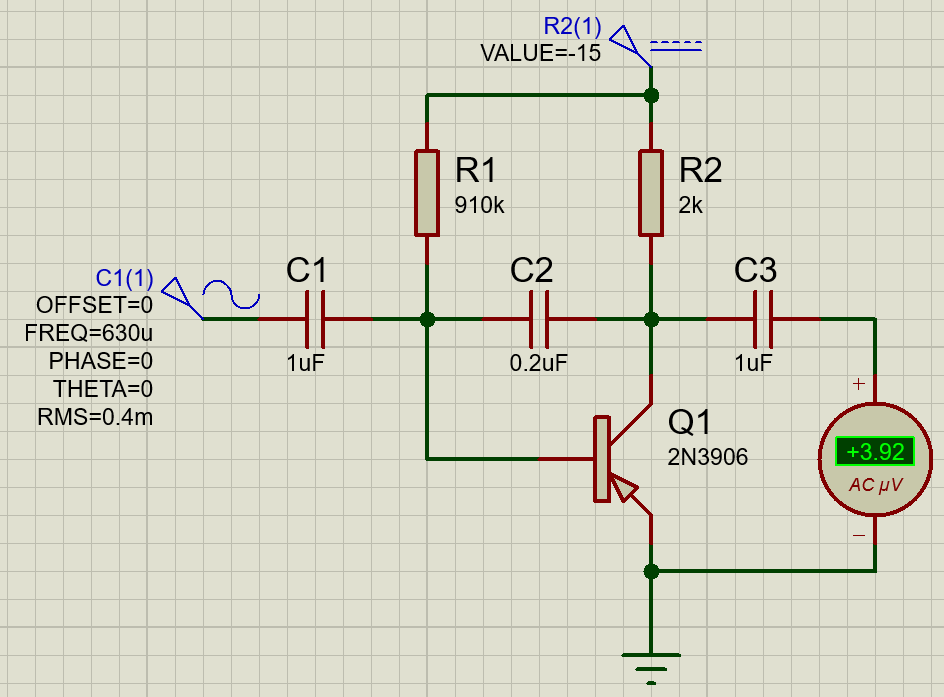 R2(1)
VALUE=-15
R1
910k
R2
2k
C1(1)
OFFSET=0
FREQ=630u
PHASE=0
THETA=0
RMS=0.4m
C1
1uF
C2
0.2uF
C3
1uF
Q1
2N3906
+
+3.92
AC µV
−